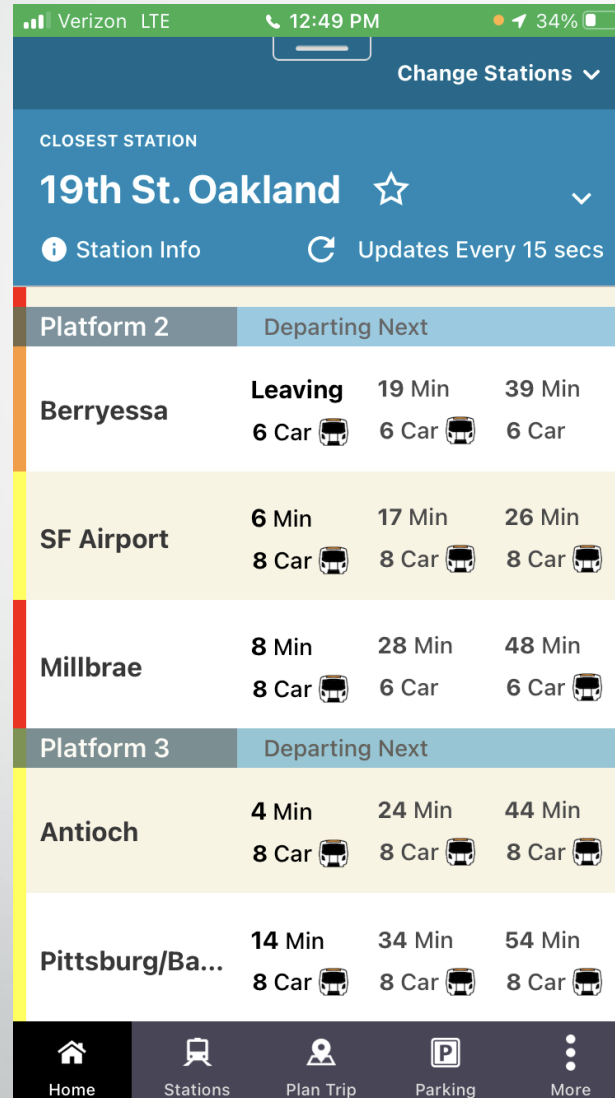 Verizon LTE 12:49 PM 34%
Change Stations
CLOSEST STATION
19th St. Oakland
Station Info Updates Every 15 secs
Platform 2 Departing Next
Berryessa
Leaving 19 Min 39 Min
6 Car 6 Car 6 Car
SF Airport
6 Min 17 Min 26 Min
8 Car 8 Car 8 Car
Millbrae
8 Min 28 Min 48 Min
8 Car 6 Car 6 Car
Platform 3 Departing Next
Antioch
4 Min 24 Min 44 Min
8 Car 8 Car 8 Car
Pittsburg/Ba...
14 Min 34 Min 54 Min
8 Car 8 Car 8 Car
P
Home Stations Plan Trip Parking More